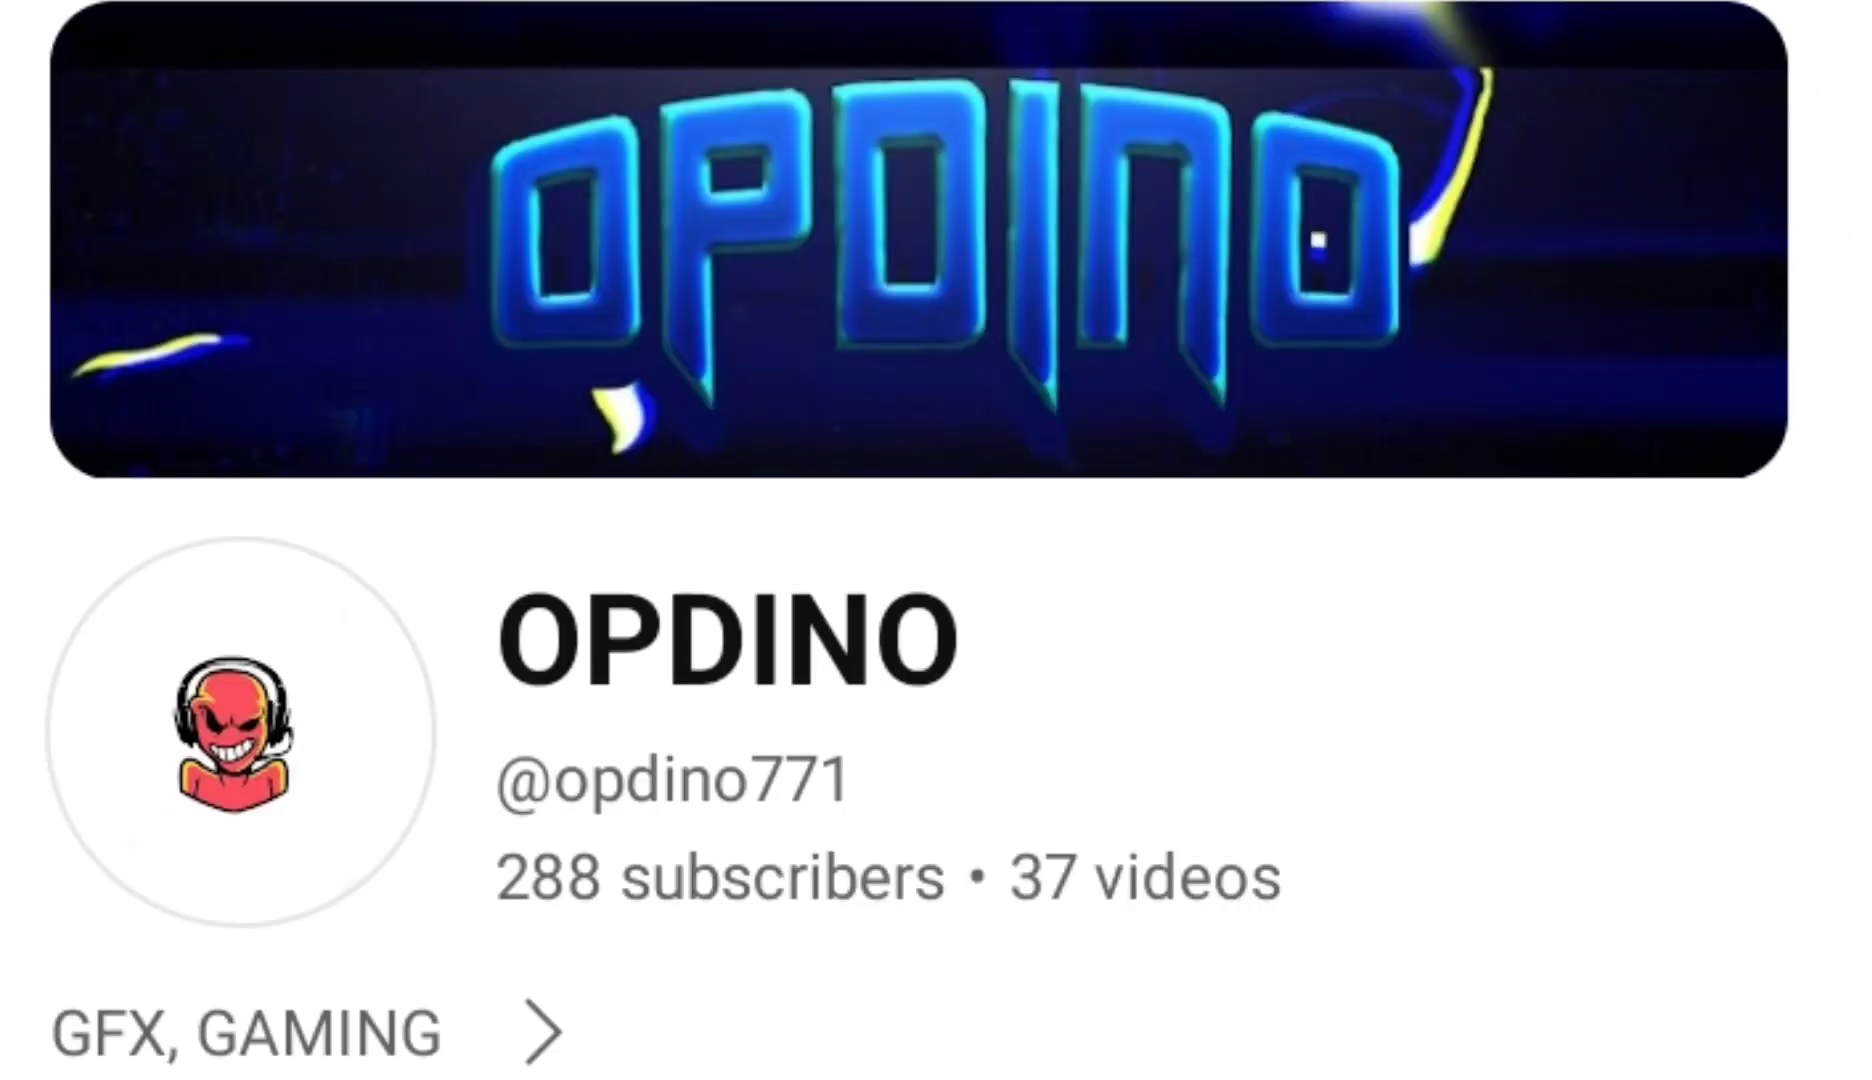 OPDINO
OPDINO
@opdino771
288 subscribers • 37 videos
GFX, GAMING